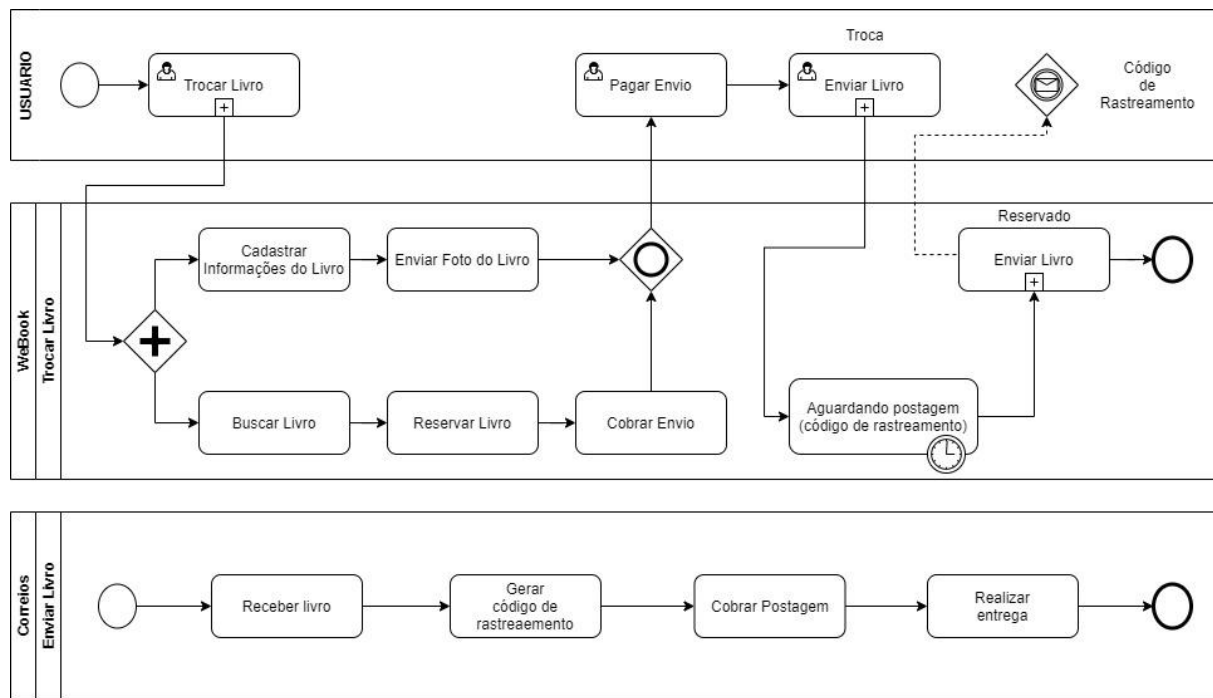 USUÁRIO
Trocar Livro
Pagar Envio
Troca
Enviar Livro
Código
de
Rastreamento
WeBook
Trocar Livro
Cadastrar
Informações do Livro
Enviar Foto do Livro
Buscar Livro
Reservar Livro
Cobrar Envio
Aguardando postagem
(código de rastreamento)
Reservado
Enviar Livro
Correios
Enviar Livro
Receber livro
Gerar
código de
rastreaemento
Cobrar Postagem
Realizar
entrega